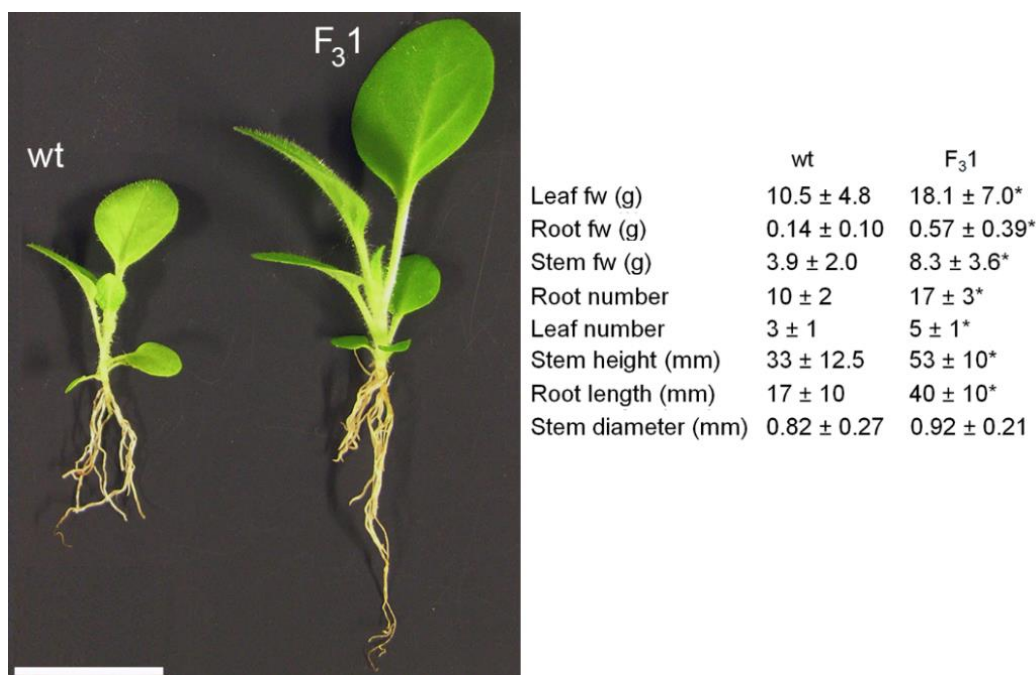 F₃1
wt
wt F₃1
Leaf fw (g) 10.5 ± 4.8 18.1 ± 7.0*
Root fw (g) 0.14 ± 0.10 0.57 ± 0.39*
Stem fw (g) 3.9 ± 2.0 8.3 ± 3.6*
Root number 10 ± 2 17 ± 3*
Leaf number 3 ± 1 5 ± 1*
Stem height (mm) 33 ± 12.5 53 ± 10*
Root length (mm) 17 ± 10 40 ± 10*
Stem diameter (mm) 0.82 ± 0.27 0.92 ± 0.21